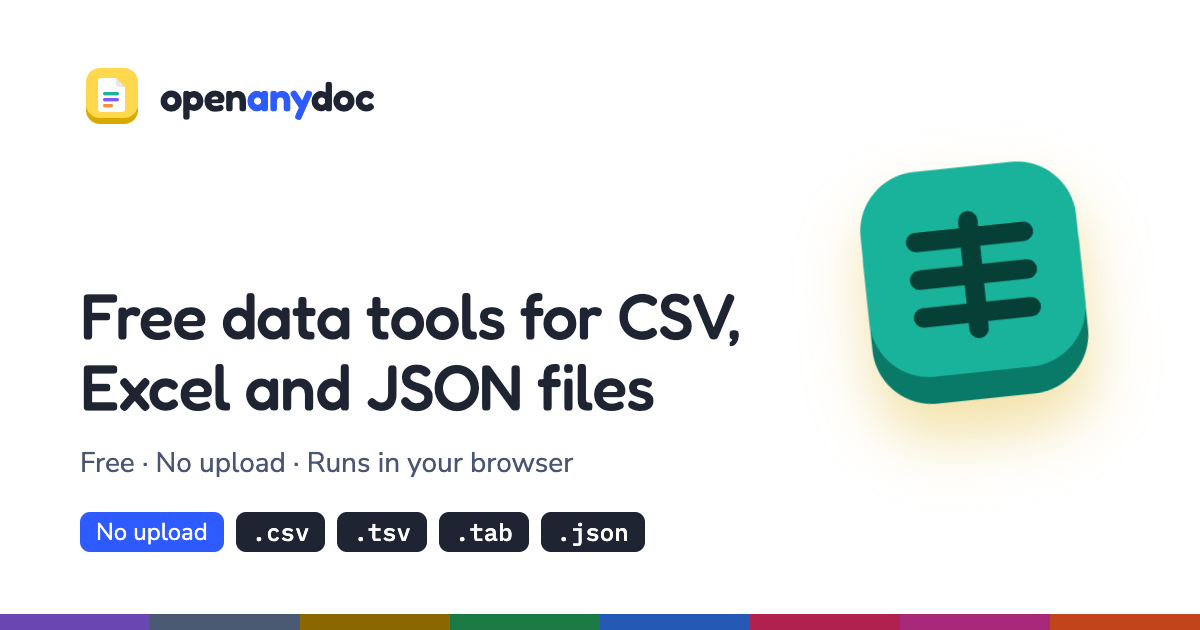 openanydoc
Free data tools for CSV,
Excel and JSON files
Free · No upload · Runs in your browser
No upload .csv .tsv .tab .json